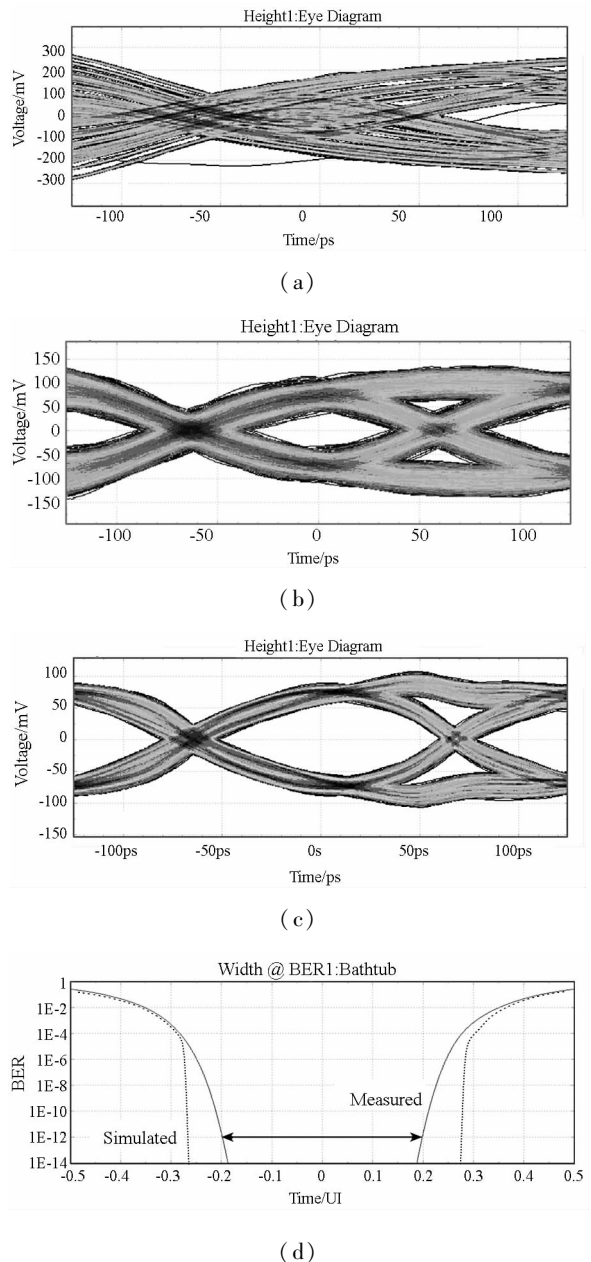 Height1:Eye Diagram
300
200
100
0
-100
-200
-300
Voltage/mV
-100 -50 0 50 100
Time/ps
(a)
Height1:Eye Diagram
150
100
50
0
-50
-100
-150
Voltage/mV
-100 -50 0 50 100
Time/ps
(b)
Height1:Eye Diagram
100
50
0
-50
-100
-150
Voltage/mV
-100ps -50ps 0s 50ps 100ps
Time/ps
(c)
Width @ BER1:Bathtub
1
1E-2
1E-4
1E-6
1E-8
1E-10
1E-12
1E-14
BER
Measured
Simulated
-0.5 -0.4 -0.3 -0.2 -0.1 0 0.1 0.2 0.3 0.4 0.5
Time/UI
(d)